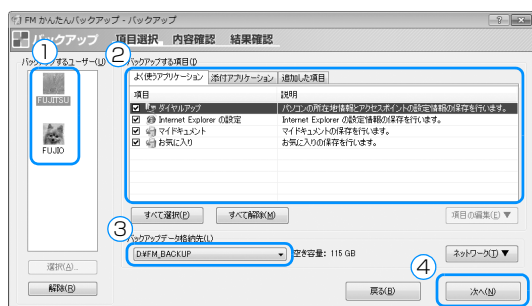 FM かんたんバックアップ - バックアップ
バックアップ 項目選択 内容確認 結果確認
① ②
バックアップするユーザー(U) バックアップする項目(I)
よく使うアプリケーション 添付アプリケーション 追加した項目
項目 説明
FUJITSU
ダイヤルアップ パソコンの所在地情報とアクセスポイントの設定情報の保存を行います。
Internet Explorer の設定 Internet Explorer の設定情報の保存を行います。
マイドキュメント マイドキュメントの保存を行います。
お気に入り お気に入りの保存を行います。
FUJIO
すべて選択(P) すべて解除(M) 項目の編集(E) ▼
③
バックアップデータ格納先(L)
D:¥FM_BACKUP 空き容量: 115 GB ネットワーク(T) ▼
④
選択(A)...
解除(R) 戻る(B) 次へ(N)